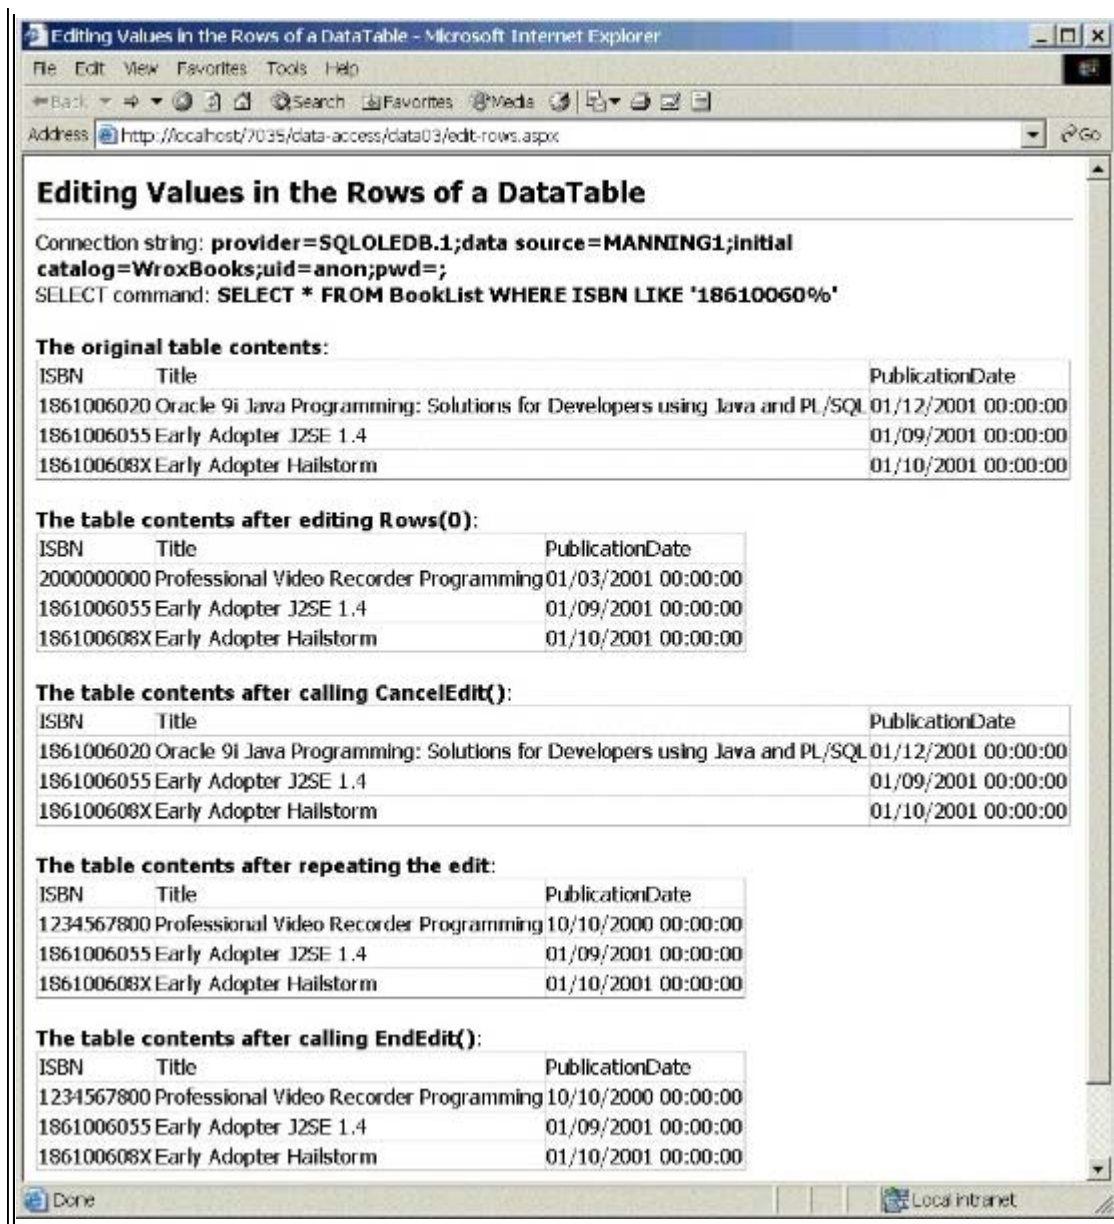 Editing Values in the Rows of a DataTable - Microsoft Internet Explorer
File Edit View Favorites Tools Help
Back Search Favorites Media
Address http://localhost/7035/data-access/data03/edit-rows.aspx Go
Editing Values in the Rows of a DataTable
Connection string: provider=SQLOLEDB.1;data source=MANNING1;initial
catalog=WroxBooks;uid=anon;pwd=;
SELECT command: SELECT * FROM BookList WHERE ISBN LIKE '18610060%'
The original table contents:
ISBN Title PublicationDate
1861006020 Oracle 9i Java Programming: Solutions for Developers using Java and PL/SQL 01/12/2001 00:00:00
1861006055 Early Adopter J2SE 1.4 01/09/2001 00:00:00
186100608X Early Adopter Hailstorm 01/10/2001 00:00:00
The table contents after editing Rows(0):
ISBN Title PublicationDate
2000000000 Professional Video Recorder Programming 01/03/2001 00:00:00
1861006055 Early Adopter J2SE 1.4 01/09/2001 00:00:00
186100608X Early Adopter Hailstorm 01/10/2001 00:00:00
The table contents after calling CancelEdit():
ISBN Title PublicationDate
1861006020 Oracle 9i Java Programming: Solutions for Developers using Java and PL/SQL 01/12/2001 00:00:00
1861006055 Early Adopter J2SE 1.4 01/09/2001 00:00:00
186100608X Early Adopter Hailstorm 01/10/2001 00:00:00
The table contents after repeating the edit:
ISBN Title PublicationDate
1234567800 Professional Video Recorder Programming 10/10/2000 00:00:00
1861006055 Early Adopter J2SE 1.4 01/09/2001 00:00:00
186100608X Early Adopter Hailstorm 01/10/2001 00:00:00
The table contents after calling EndEdit():
ISBN Title PublicationDate
1234567800 Professional Video Recorder Programming 10/10/2000 00:00:00
1861006055 Early Adopter J2SE 1.4 01/09/2001 00:00:00
186100608X Early Adopter Hailstorm 01/10/2001 00:00:00
Done Local intranet